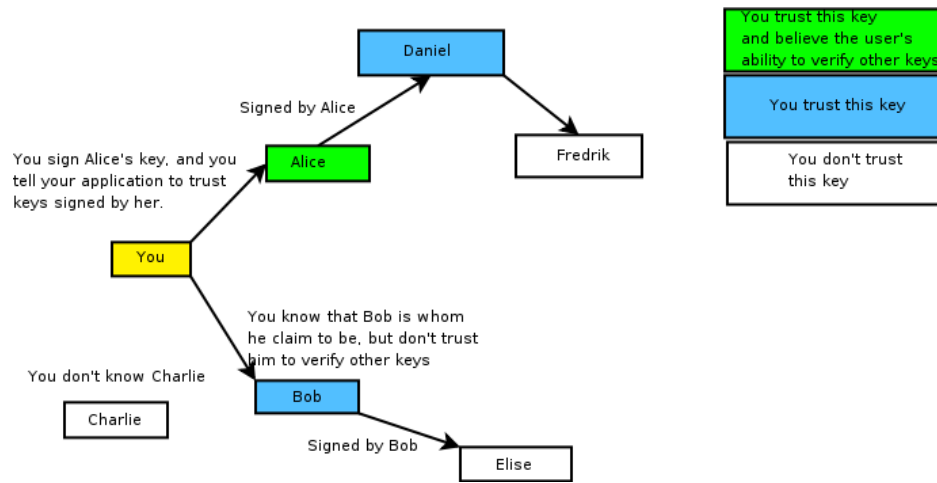 You trust this key
and believe the user's
ability to verify other keys
Daniel
You trust this key
Signed by Alice
You don't trust
this key
Fredrik
You sign Alice's key, and you
tell your application to trust
keys signed by her.
Alice
You
You know that Bob is whom
he claim to be, but don't trust
him to verify other keys
You don't know Charlie
Charlie
Bob
Signed by Bob
Elise